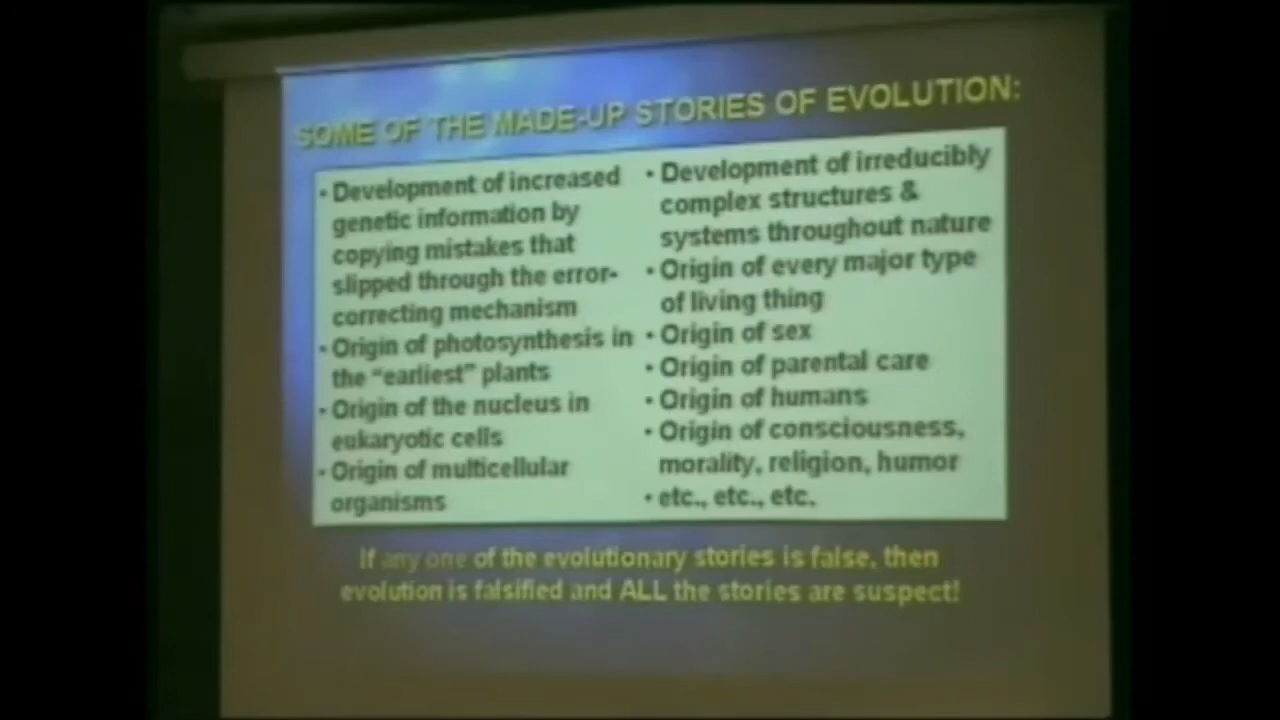 SOME OF THE MADE-UP STORIES OF EVOLUTION:
• Development of increased
genetic information by
copying mistakes that
slipped through the error-
correcting mechanism
• Origin of photosynthesis in
the “earliest” plants
• Origin of the nucleus in
eukaryotic cells
• Origin of multicellular
organisms
• Development of irreducibly
complex structures &
systems throughout nature
• Origin of every major type
of living thing
• Origin of sex
• Origin of parental care
• Origin of humans
• Origin of consciousness,
morality, religion, humor
• etc., etc., etc.
If any one of the evolutionary stories is false, then
evolution is falsified and ALL the stories are suspect!